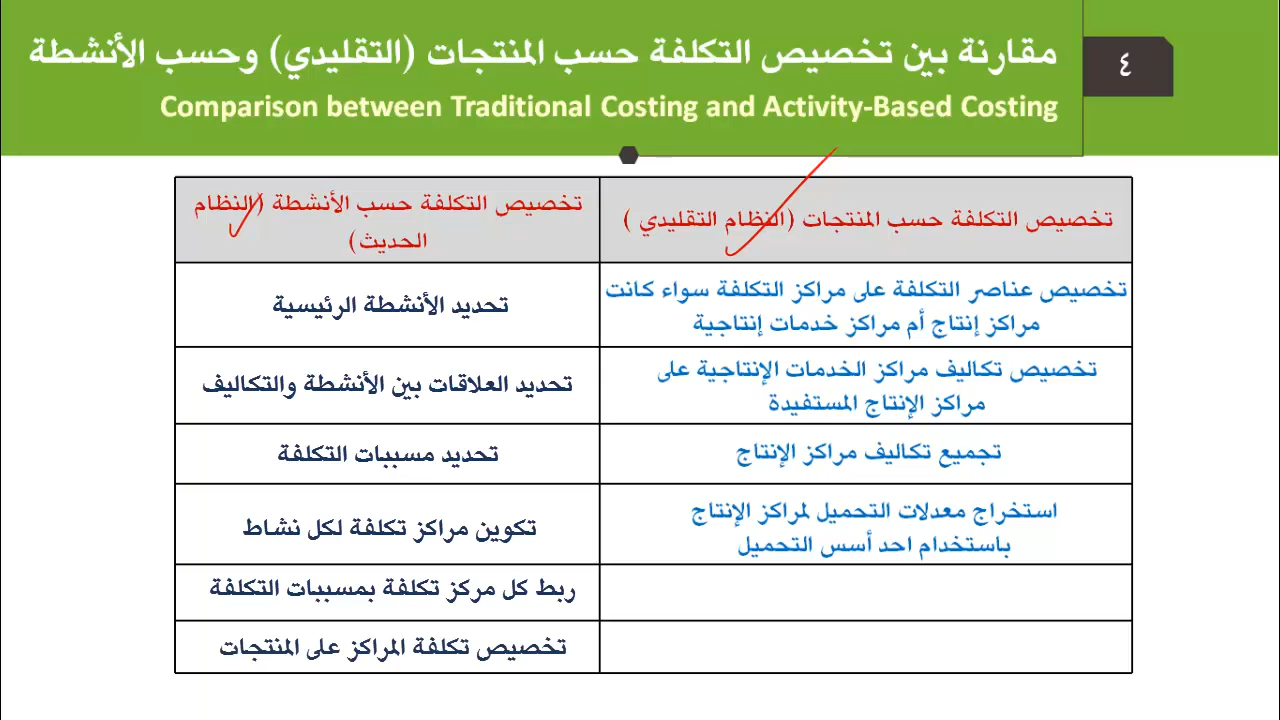 مقارنة بين تخصيص التكلفة حسب المنتجات (التقليدي) وحسب الأنشطة
٤
Comparison between Traditional Costing and Activity-Based Costing
تخصيص التكلفة حسب المنتجات (النظام التقليدي )
تخصيص التكلفة حسب الأنشطة (النظام
الحديث)
تخصيص عناصر التكلفة على مراكز التكلفة سواء كانت
مراكز إنتاج أم مراكز خدمات إنتاجية
تحديد الأنشطة الرئيسية
تخصيص تكاليف مراكز الخدمات الإنتاجية على
مراكز الإنتاج المستفيدة
تحديد العلاقات بين الأنشطة والتكاليف
تجميع تكاليف مراكز الإنتاج
تحديد مسببات التكلفة
استخراج معدلات التحميل لمراكز الإنتاج
باستخدام احد أسس التحميل
تكوين مراكز تكلفة لكل نشاط
ربط كل مركز تكلفة بمسببات التكلفة
تخصيص تكلفة المراكز على المنتجات